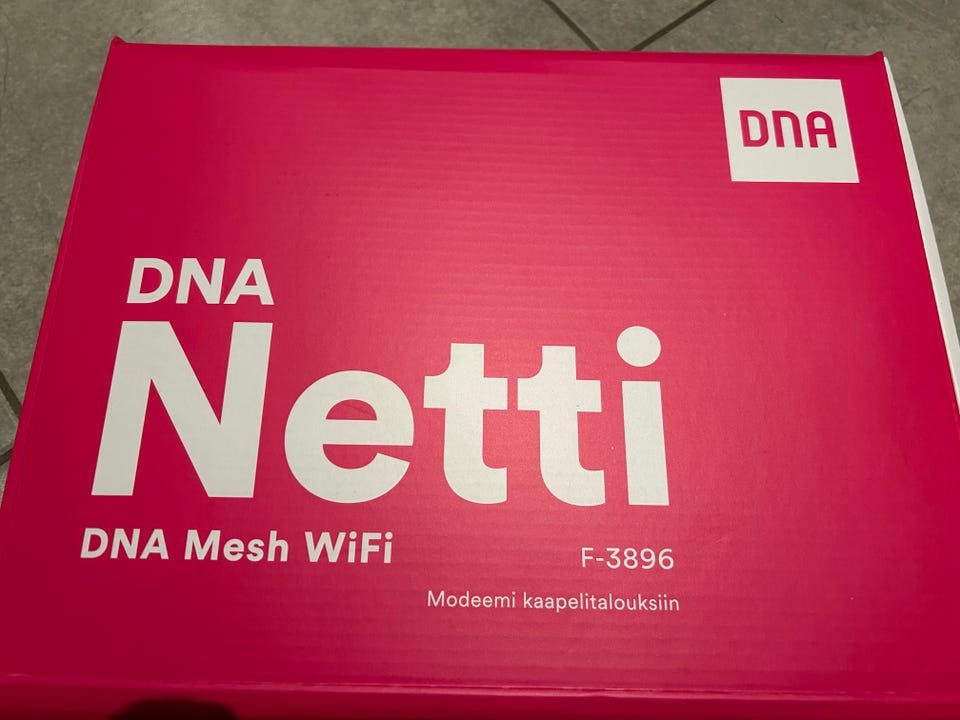 DNA
DNA
Netti
DNA Mesh WiFi
F-3896
Modeemi kaapelitalouksiin